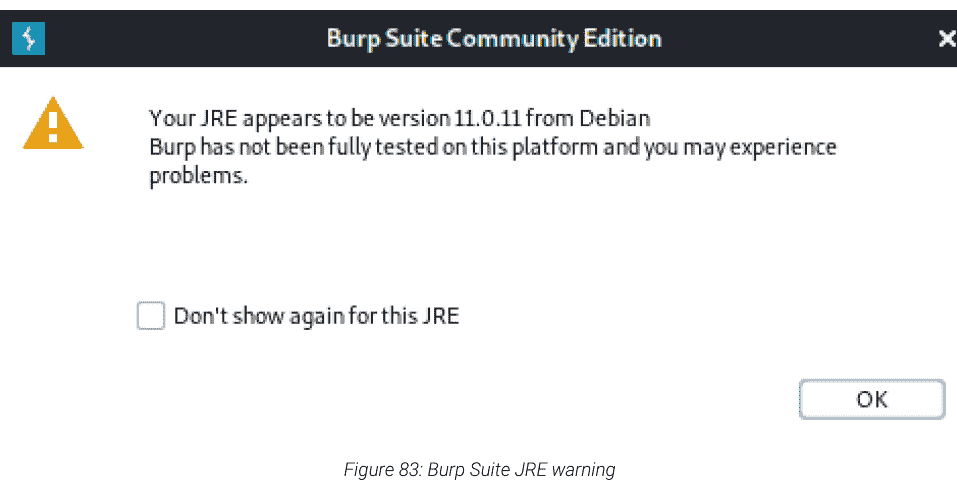 Burp Suite Community Edition
Your JRE appears to be version 11.0.11 from Debian
Burp has not been fully tested on this platform and you may experience
problems.
Don't show again for this JRE
OK
Figure 83: Burp Suite JRE warning